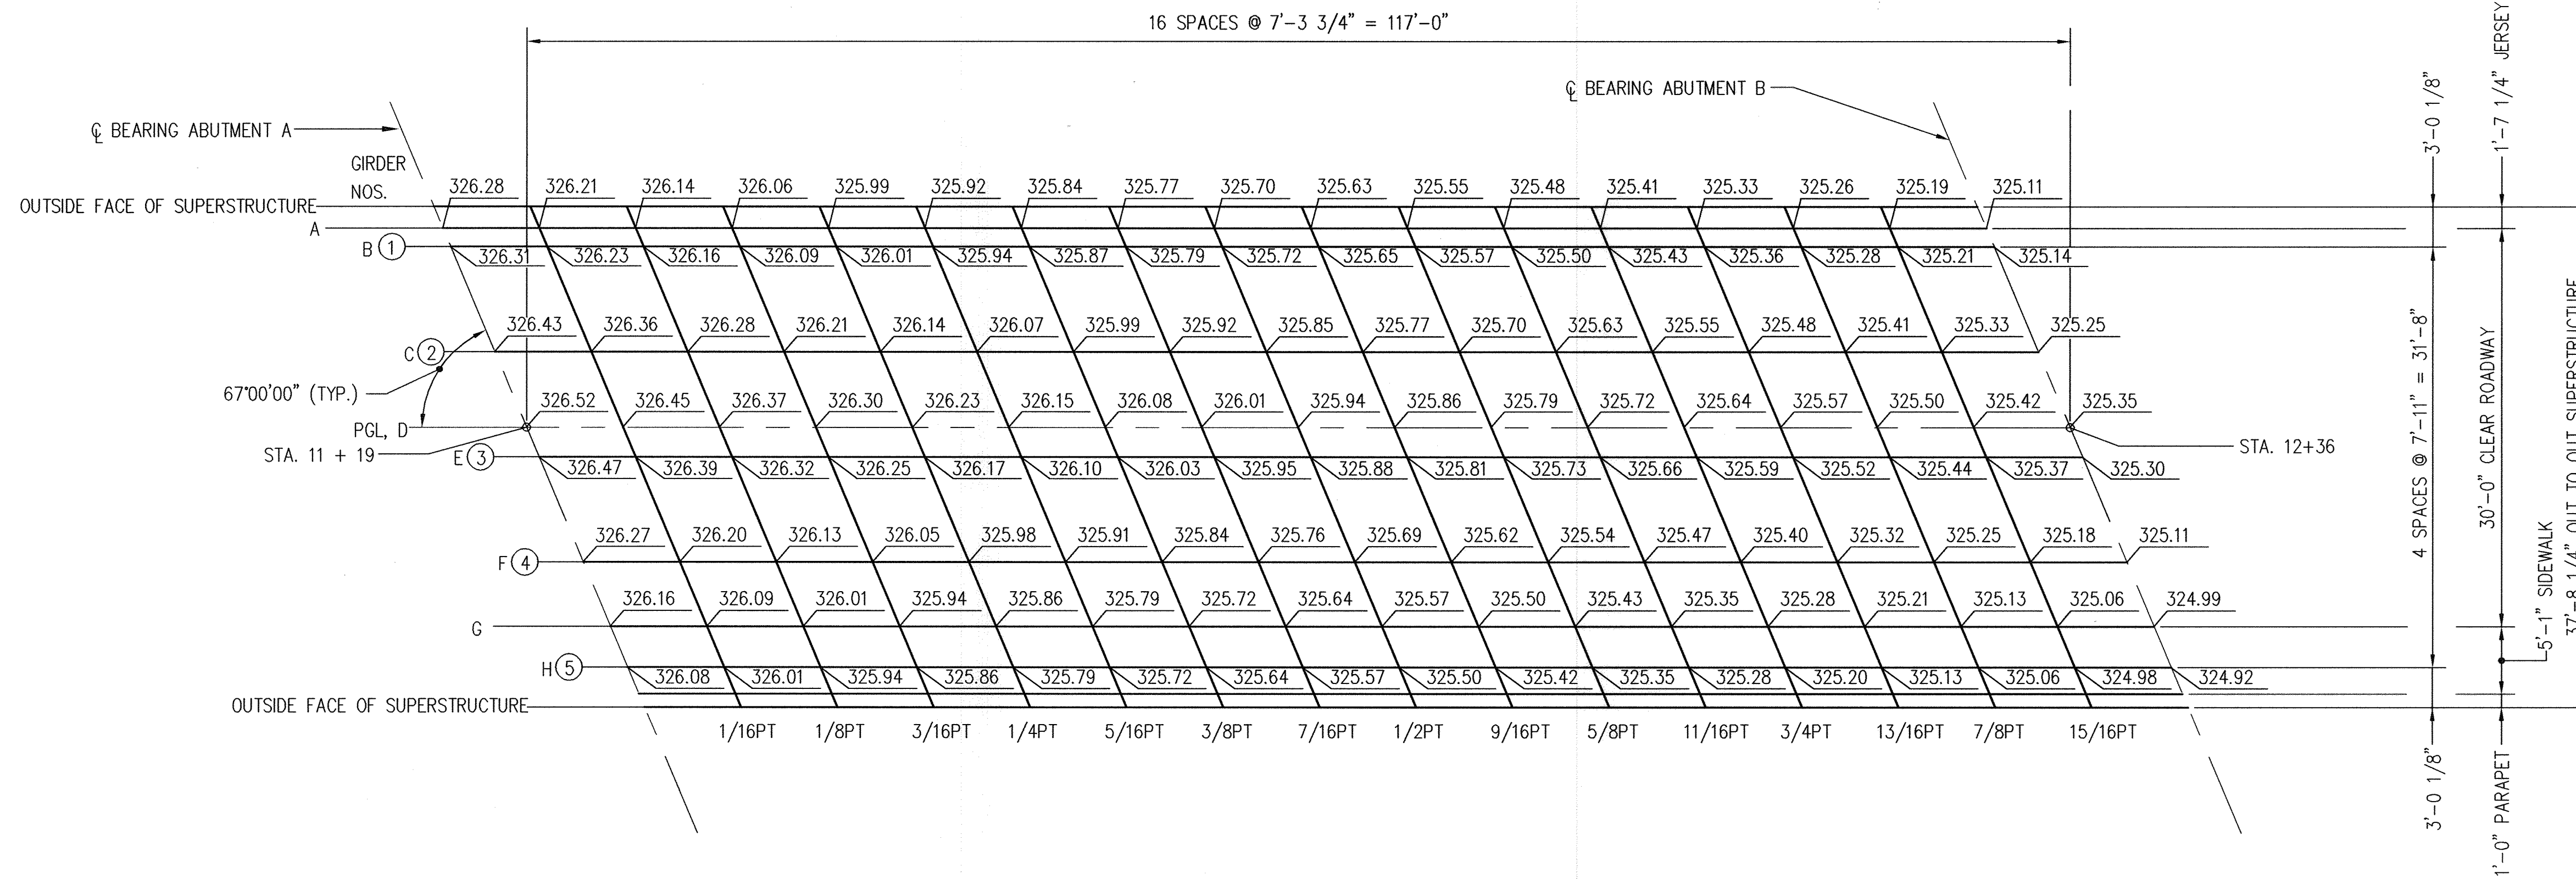 16 SPACES @ 7'-3 3/4" = 117'-0"
℄ BEARING ABUTMENT B
℄ BEARING ABUTMENT A
GIRDER
NOS.
OUTSIDE FACE OF SUPERSTRUCTURE
326.28 326.21 326.14 326.06 325.99 325.92 325.84 325.77 325.70 325.63 325.55 325.48 325.41 325.33 325.26 325.19 325.11
A
B 1
326.31 326.23 326.16 326.09 326.01 325.94 325.87 325.79 325.72 325.65 325.57 325.50 325.43 325.36 325.28 325.21 325.14
326.43 326.36 326.28 326.21 326.14 326.07 325.99 325.92 325.85 325.77 325.70 325.63 325.55 325.48 325.41 325.33 325.25
C 2
67°00'00" (TYP.)
326.52 326.45 326.37 326.30 326.23 326.15 326.08 326.01 325.94 325.86 325.79 325.72 325.64 325.57 325.50 325.42 325.35
PGL, D
STA. 11 + 19
STA. 12+36
E 3
326.47 326.39 326.32 326.25 326.17 326.10 326.03 325.95 325.88 325.81 325.73 325.66 325.59 325.52 325.44 325.37 325.30
326.27 326.20 326.13 326.05 325.98 325.91 325.84 325.76 325.69 325.62 325.54 325.47 325.40 325.32 325.25 325.18 325.11
F 4
326.16 326.09 326.01 325.94 325.86 325.79 325.72 325.64 325.57 325.50 325.43 325.35 325.28 325.21 325.13 325.06 324.99
G
H 5
326.08 326.01 325.94 325.86 325.79 325.72 325.64 325.57 325.50 325.42 325.35 325.28 325.20 325.13 325.06 324.98 324.92
OUTSIDE FACE OF SUPERSTRUCTURE
1/16PT 1/8PT 3/16PT 1/4PT 5/16PT 3/8PT 7/16PT 1/2PT 9/16PT 5/8PT 11/16PT 3/4PT 13/16PT 7/8PT 15/16PT
3'-0 1/8"
4 SPACES @ 7'-11" = 31'-8"
3'-0 1/8"
1'-7 1/4" JERSEY
30'-0" CLEAR ROADWAY
5'-1" SIDEWALK
1'-0" PARAPET
37'-8 1/4" OUT TO OUT SUPERSTRUCTURE